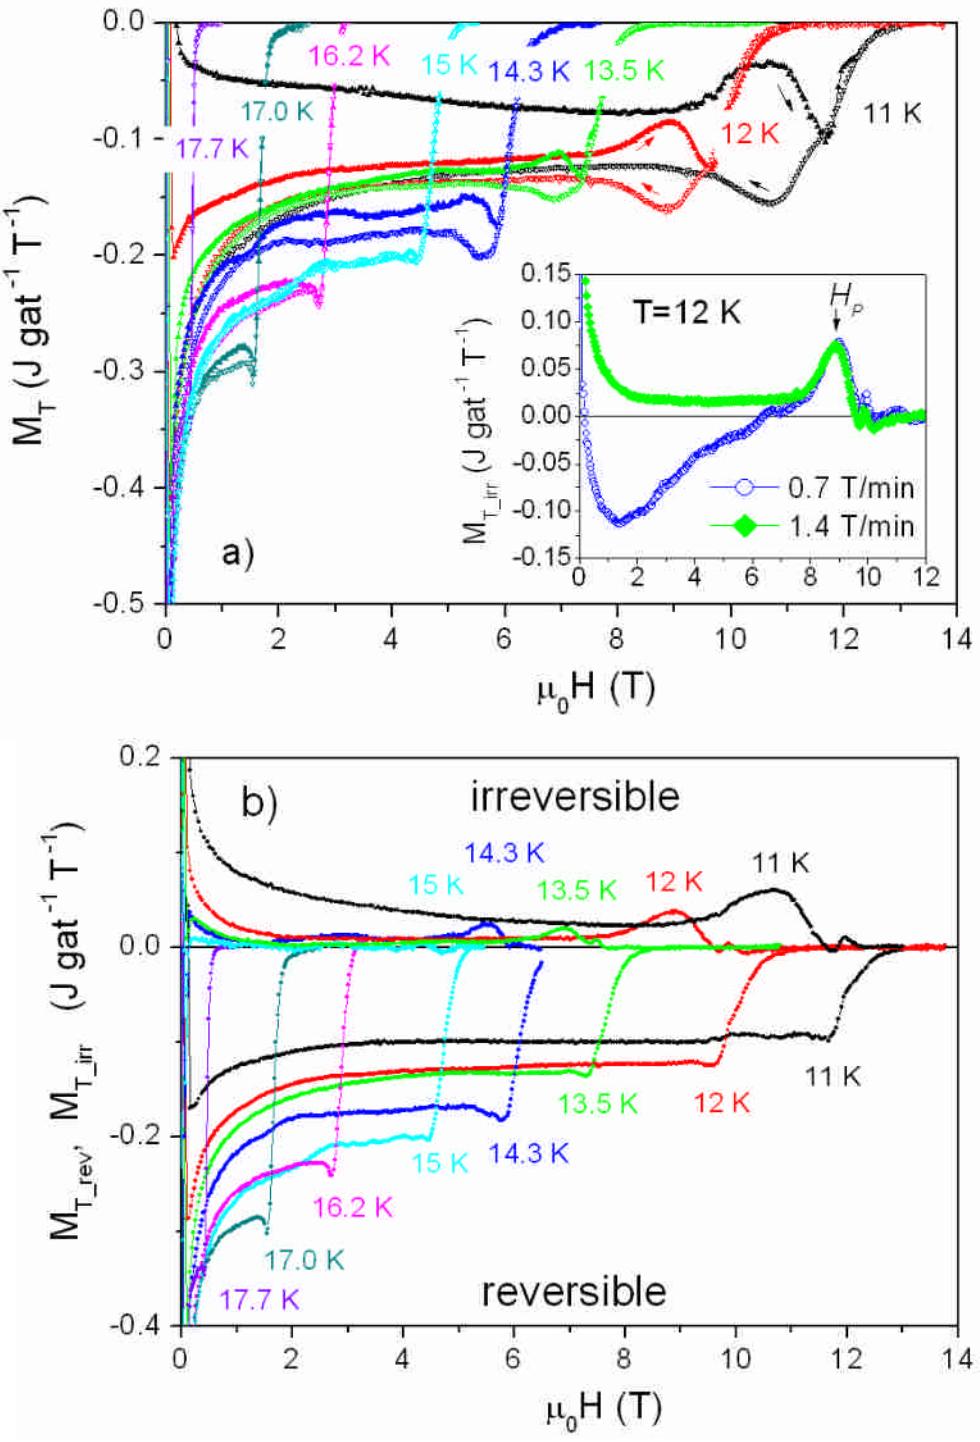 0.0
-0.1
-0.2
-0.3
-0.4
-0.5
M_T (J gat⁻¹ T⁻¹)
16.2 K
15 K
14.3 K
13.5 K
17.0 K
11 K
12 K
17.7 K
a)
T=12 K
H_P
0.15
0.10
0.05
0.00
-0.05
-0.10
-0.15
M_T_irr (J gat⁻¹ T⁻¹)
0.7 T/min
1.4 T/min
0 2 4 6 8 10 12
0 2 4 6 8 10 12 14
μ₀H (T)
b)
irreversible
0.2
0.0
-0.2
-0.4
M_T_rev, M_T_irr (J gat⁻¹ T⁻¹)
14.3 K
11 K
15 K
13.5 K
12 K
11 K
13.5 K
12 K
15 K
14.3 K
16.2 K
17.0 K
17.7 K
reversible
0 2 4 6 8 10 12 14
μ₀H (T)